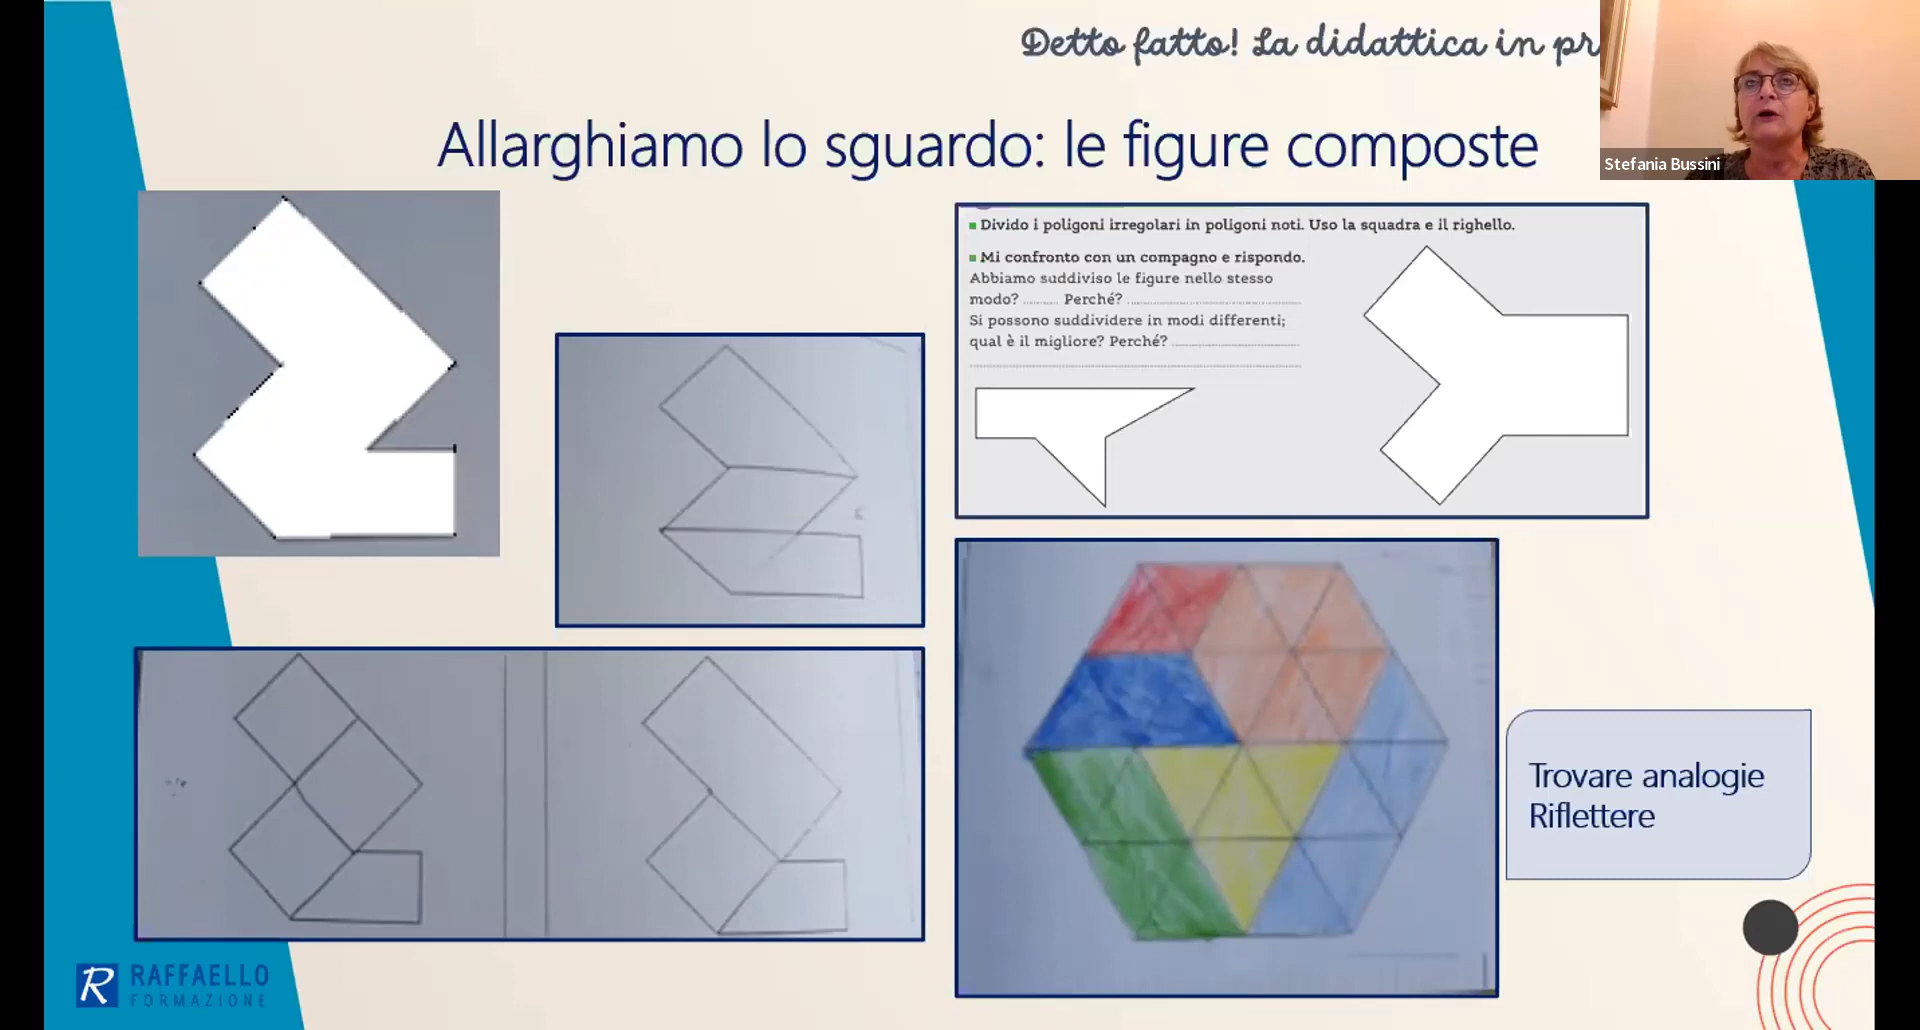 Detto fatto! La didattica in pr
Stefania Bussini
Allarghiamo lo sguardo: le figure composte
Divido i poligoni irregolari in poligoni noti. Uso la squadra e il righello.
Mi confronto con un compagno e rispondo.
Abbiamo suddiviso le figure nello stesso
modo? ........ Perché? ........................................
Si possono suddividere in modi differenti;
qual è il migliore? Perché? ..............................
Trovare analogie
Riflettere
R RAFFAELLO
FORMAZIONE